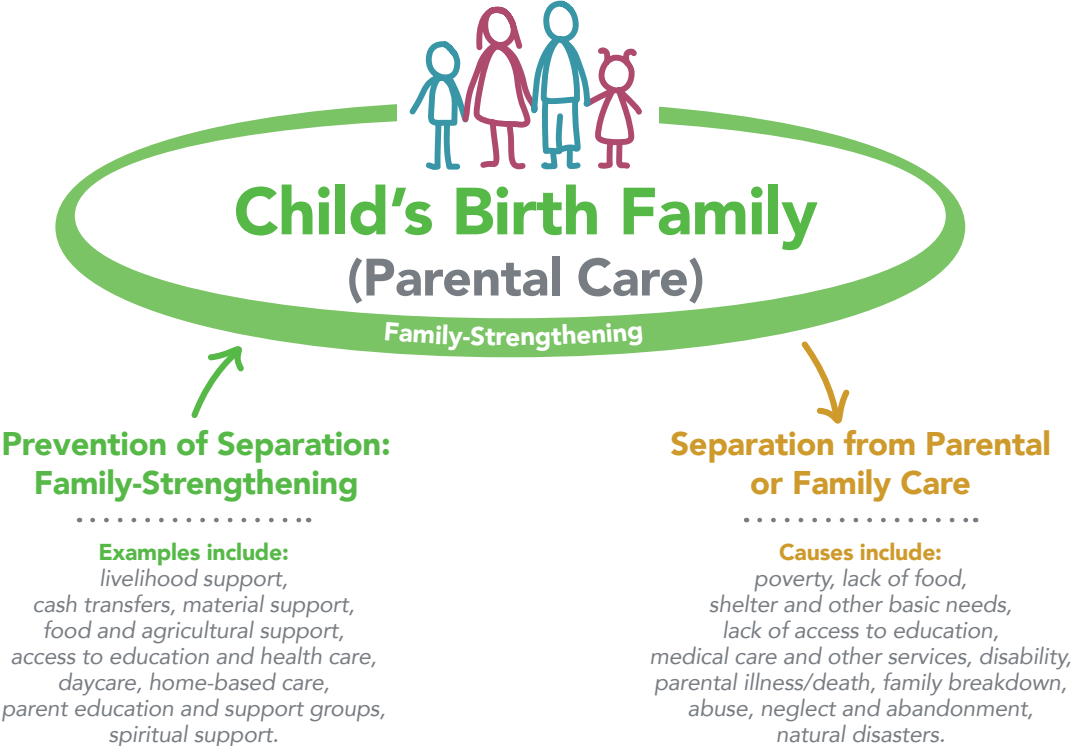 Child's Birth Family
(Parental Care)
Family-Strengthening
Prevention of Separation:
Family-Strengthening
Examples include:
livelihood support,
cash transfers, material support,
food and agricultural support,
access to education and health care,
daycare, home-based care,
parent education and support groups,
spiritual support.
Separation from Parental
or Family Care
Causes include:
poverty, lack of food,
shelter and other basic needs,
lack of access to education,
medical care and other services, disability,
parental illness/death, family breakdown,
abuse, neglect and abandonment,
natural disasters.